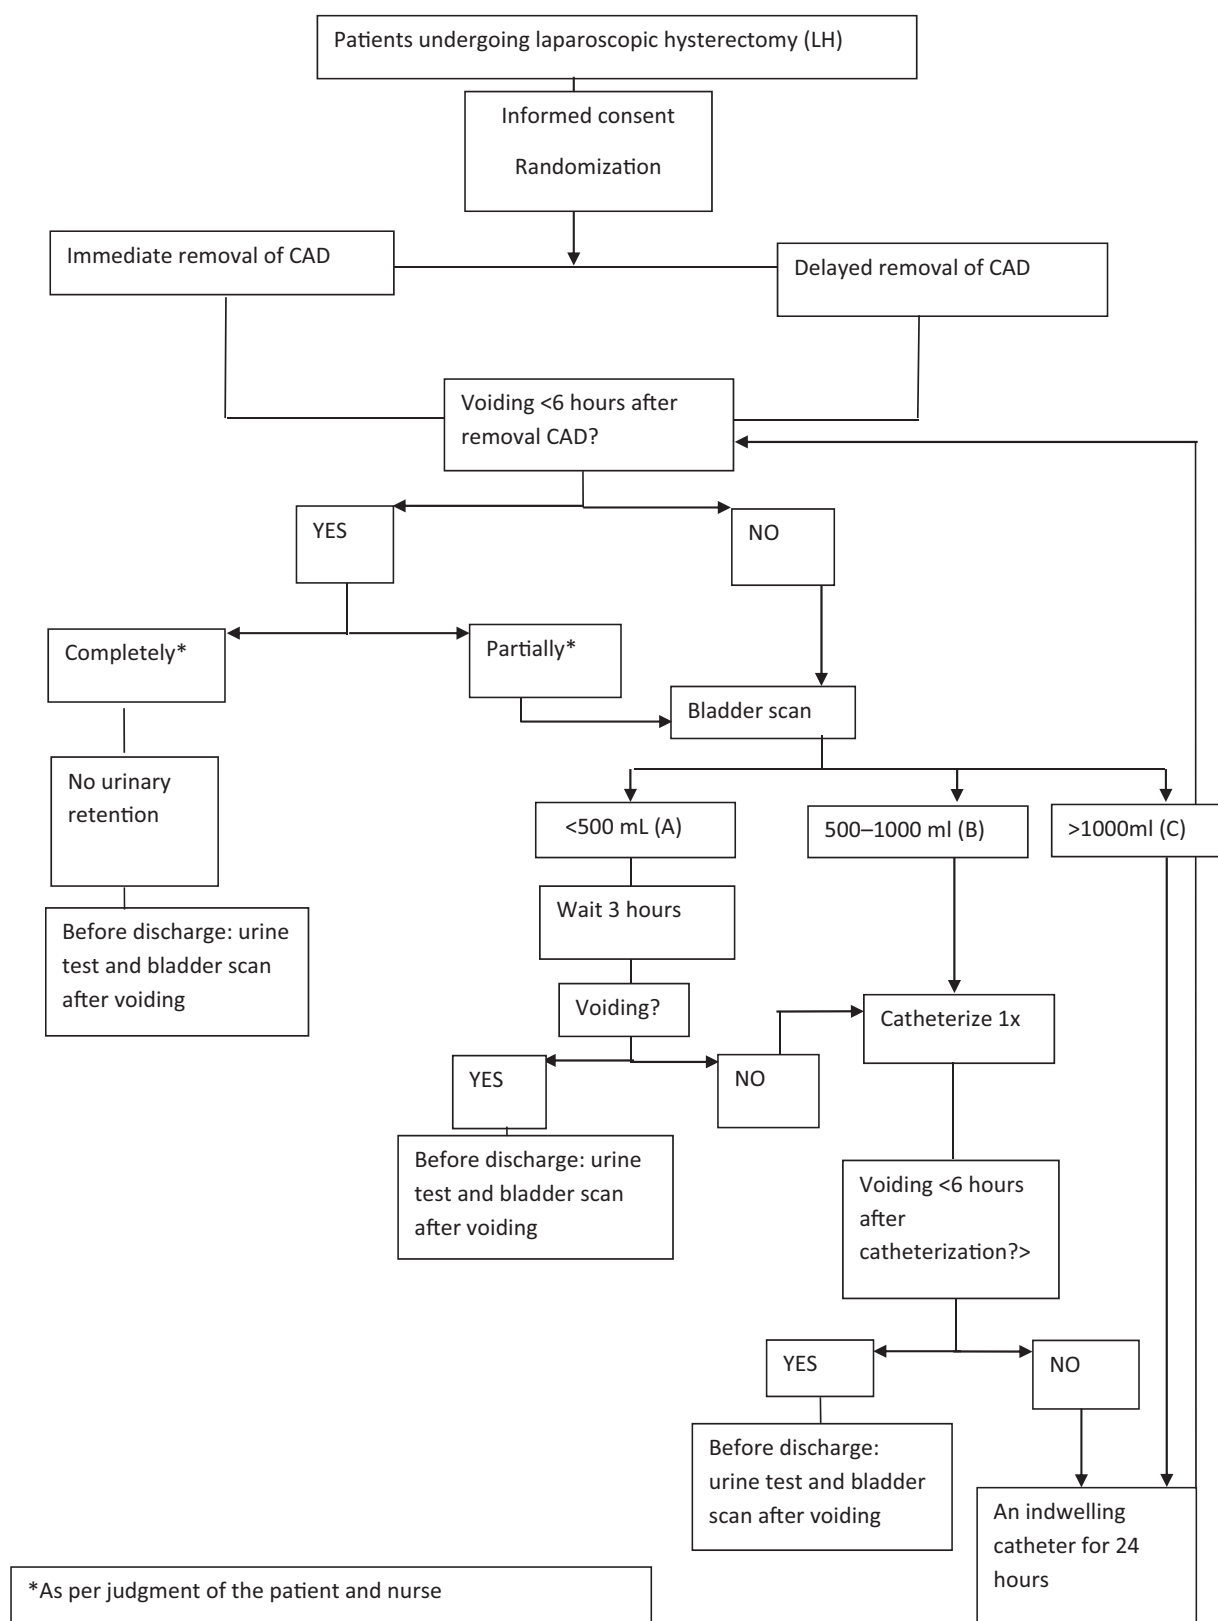 Patients undergoing laparoscopic hysterectomy (LH)
Informed consent
Randomization
Immediate removal of CAD
Delayed removal of CAD
Voiding <6 hours after
removal CAD?
YES
NO
Completely*
Partially*
Bladder scan
No urinary
retention
<500 mL (A)
500–1000 ml (B)
>1000ml (C)
Wait 3 hours
Before discharge: urine
test and bladder scan
after voiding
Voiding?
Catheterize 1x
YES
NO
Before discharge: urine
test and bladder scan
after voiding
Voiding <6 hours
after
catheterization?>
YES
NO
Before discharge:
urine test and bladder
scan after voiding
An indwelling
catheter for 24
hours
*As per judgment of the patient and nurse